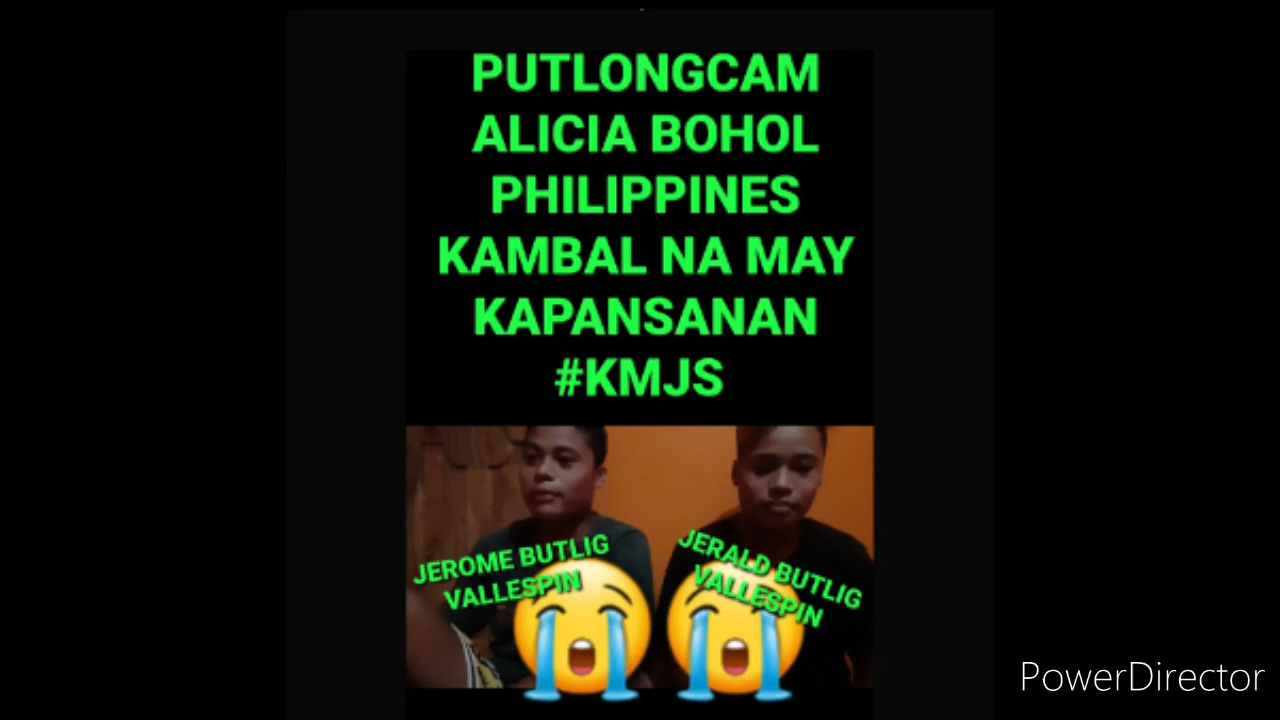 PUTLONGCAM
ALICIA BOHOL
PHILIPPINES
KAMBAL NA MAY
KAPANSANAN
#KMJS
JEROME BUTLIG
VALLESPIN
JERALD BUTLIG
VALLESPIN
PowerDirector